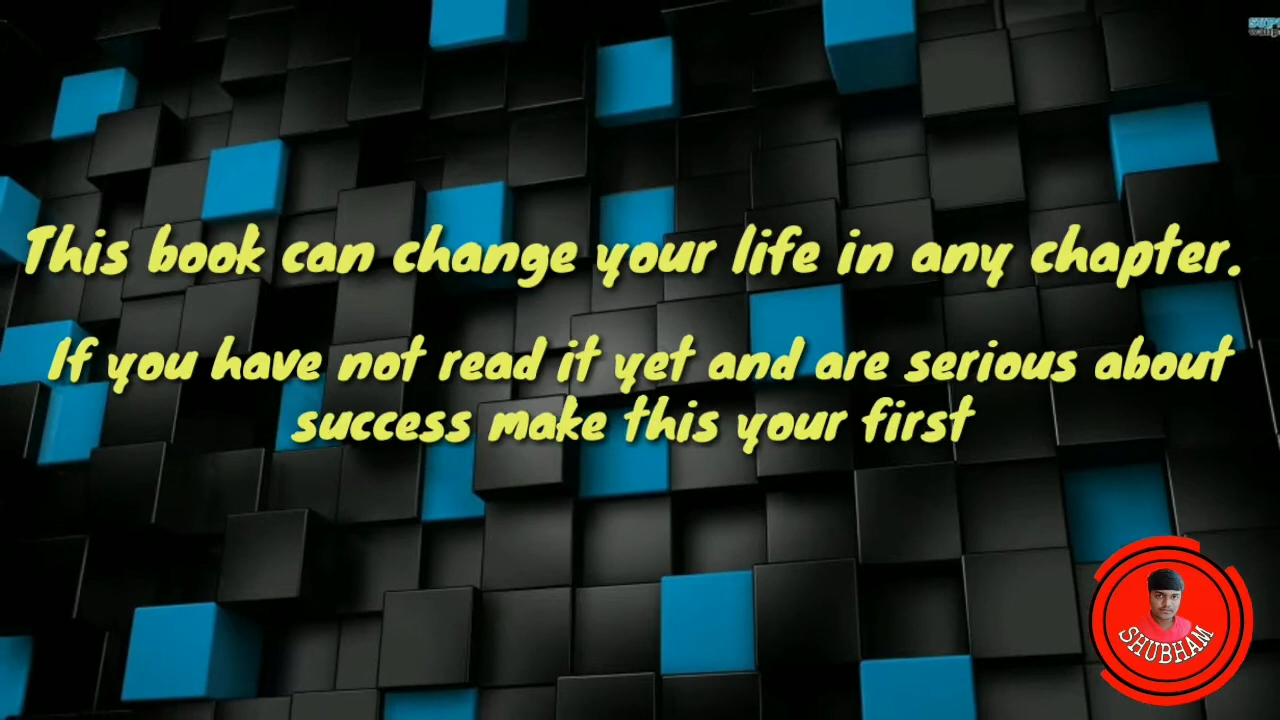 This book can change your life in any chapter.
If you have not read it yet and are serious about
success make this your first
SHUBHAM